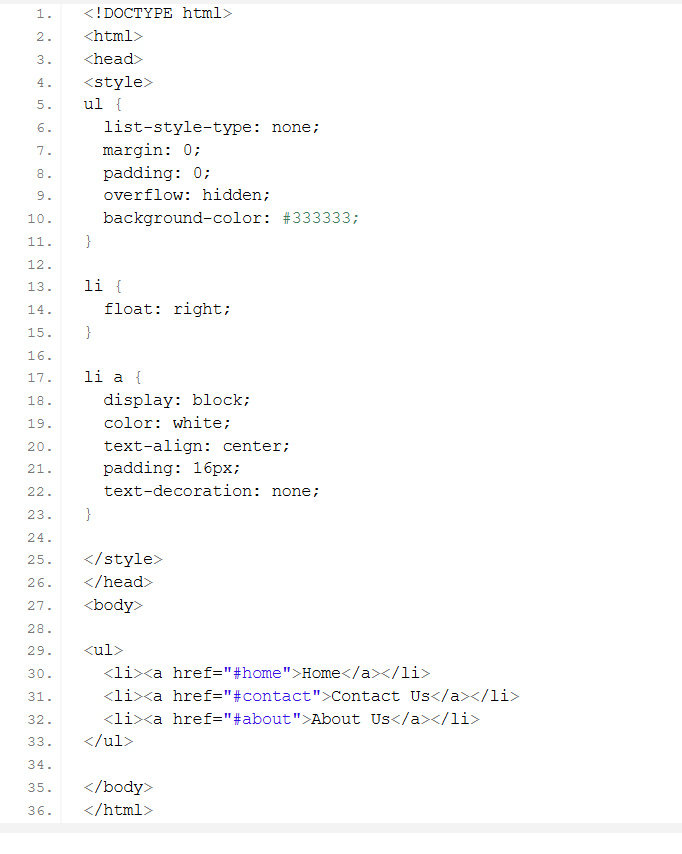 1. <!DOCTYPE html>
2. <html>
3. <head>
4. <style>
5. ul {
6.   list-style-type: none;
7.   margin: 0;
8.   padding: 0;
9.   overflow: hidden;
10.   background-color: #333333;
11. }
12.
13. li {
14.   float: right;
15. }
16.
17. li a {
18.   display: block;
19.   color: white;
20.   text-align: center;
21.   padding: 16px;
22.   text-decoration: none;
23. }
24.
25. </style>
26. </head>
27. <body>
28.
29. <ul>
30.   <li><a href="#home">Home</a></li>
31.   <li><a href="#contact">Contact Us</a></li>
32.   <li><a href="#about">About Us</a></li>
33. </ul>
34.
35. </body>
36. </html>